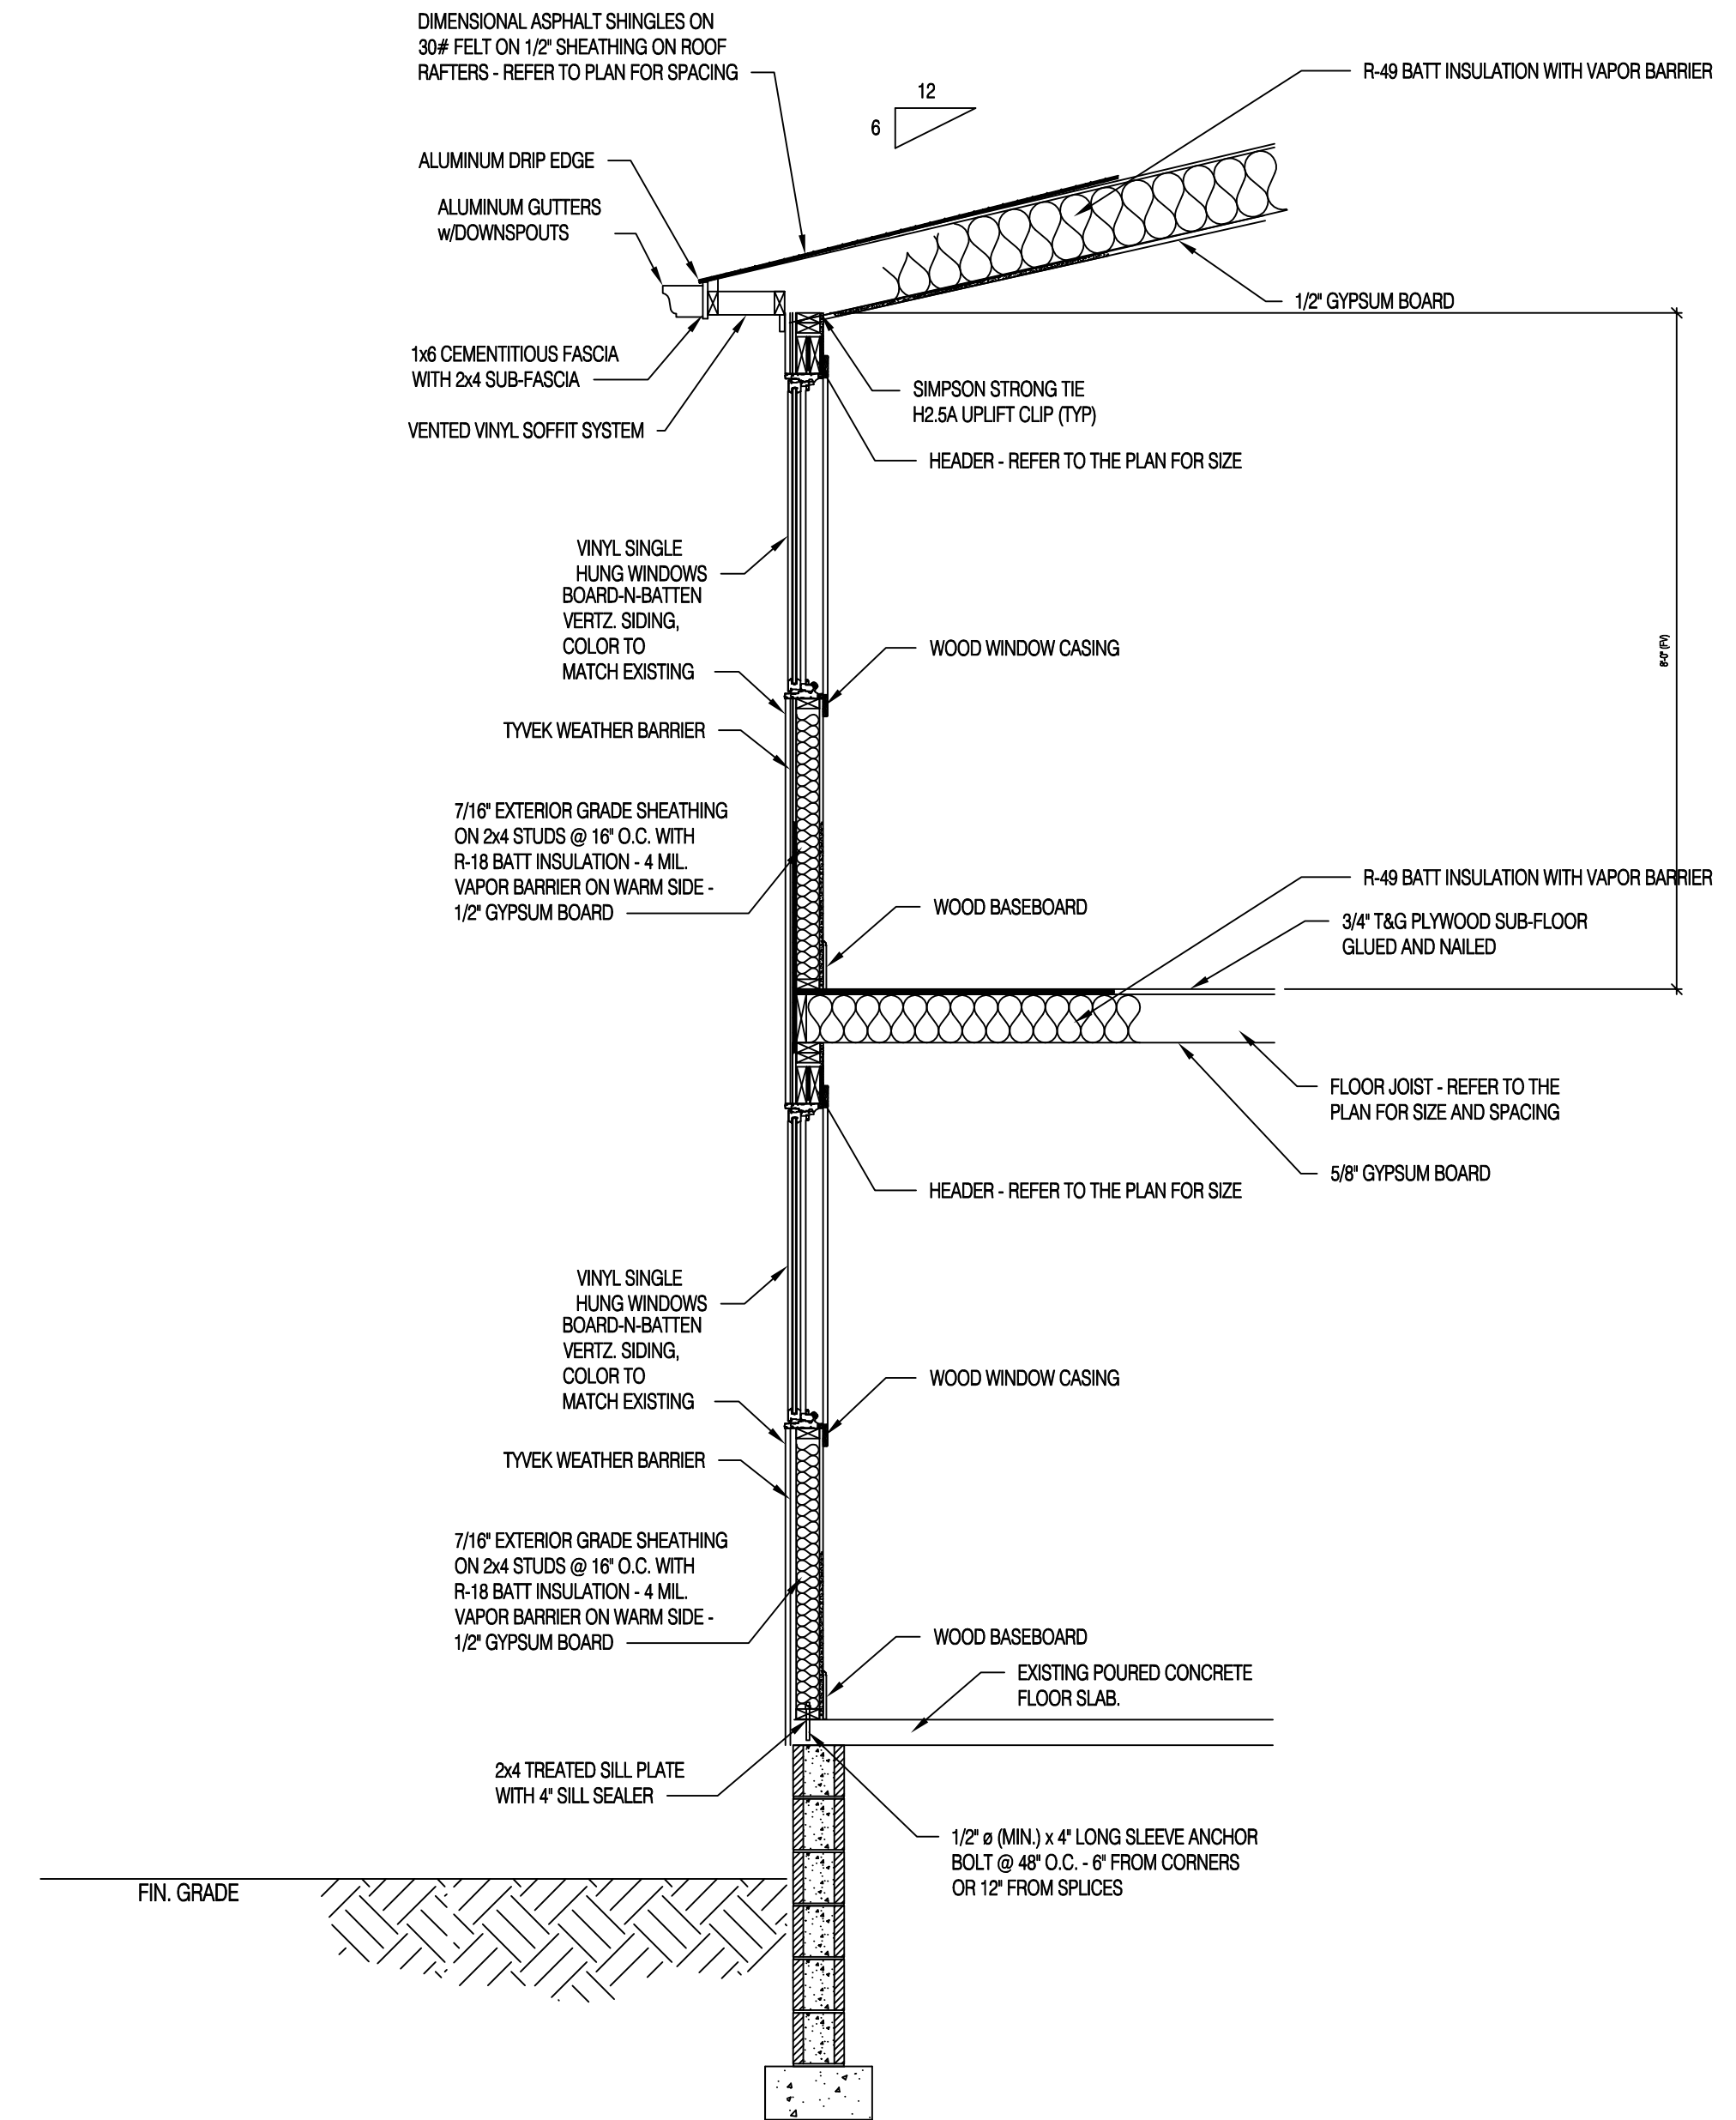 DIMENSIONAL ASPHALT SHINGLES ON
30# FELT ON 1/2" SHEATHING ON ROOF
RAFTERS - REFER TO PLAN FOR SPACING
R-49 BATT INSULATION WITH VAPOR BARRIER
12
6
ALUMINUM DRIP EDGE
ALUMINUM GUTTERS
w/DOWNSPOUTS
1/2" GYPSUM BOARD
1x6 CEMENTITIOUS FASCIA
WITH 2x4 SUB-FASCIA
SIMPSON STRONG TIE
H2.5A UPLIFT CLIP (TYP)
VENTED VINYL SOFFIT SYSTEM
HEADER - REFER TO THE PLAN FOR SIZE
VINYL SINGLE
HUNG WINDOWS
BOARD-N-BATTEN
VERTZ. SIDING,
COLOR TO
MATCH EXISTING
WOOD WINDOW CASING
8'-0" (FV)
TYVEK WEATHER BARRIER
7/16" EXTERIOR GRADE SHEATHING
ON 2x4 STUDS @ 16" O.C. WITH
R-18 BATT INSULATION - 4 MIL.
VAPOR BARRIER ON WARM SIDE -
1/2" GYPSUM BOARD
R-49 BATT INSULATION WITH VAPOR BARRIER
WOOD BASEBOARD
3/4" T&G PLYWOOD SUB-FLOOR
GLUED AND NAILED
FLOOR JOIST - REFER TO THE
PLAN FOR SIZE AND SPACING
5/8" GYPSUM BOARD
HEADER - REFER TO THE PLAN FOR SIZE
VINYL SINGLE
HUNG WINDOWS
BOARD-N-BATTEN
VERTZ. SIDING,
COLOR TO
MATCH EXISTING
WOOD WINDOW CASING
TYVEK WEATHER BARRIER
7/16" EXTERIOR GRADE SHEATHING
ON 2x4 STUDS @ 16" O.C. WITH
R-18 BATT INSULATION - 4 MIL.
VAPOR BARRIER ON WARM SIDE -
1/2" GYPSUM BOARD
WOOD BASEBOARD
EXISTING POURED CONCRETE
FLOOR SLAB.
2x4 TREATED SILL PLATE
WITH 4" SILL SEALER
1/2" ø (MIN.) x 4" LONG SLEEVE ANCHOR
BOLT @ 48" O.C. - 6" FROM CORNERS
OR 12" FROM SPLICES
FIN. GRADE